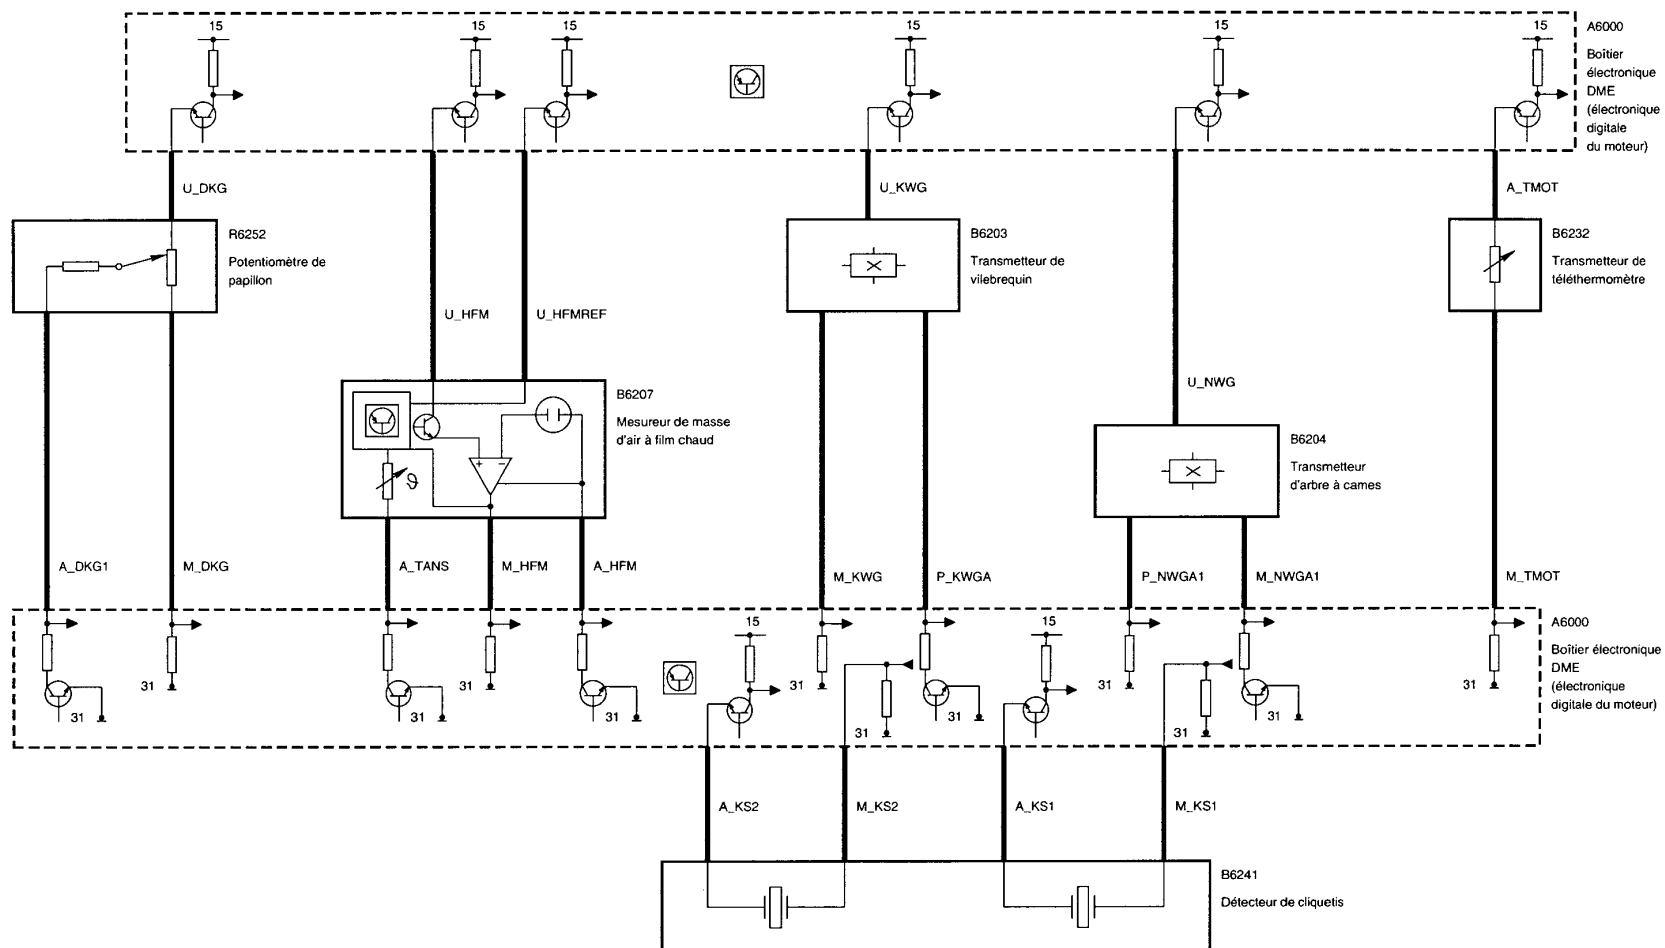 15
15
15
15
15
15
A6000
Boîtier
électronique
DME
(électronique
digitale
du moteur)
U_DKG
U_KWG
A_TMOT
R6252
Potentiomètre de
papillon
B6203
Transmetteur de
vilebrequin
B6232
Transmetteur de
téléthermomètre
U_HFM
U_HFMREF
U_NWG
B6207
Mesureur de masse
d'air à film chaud
+
−
ϑ
B6204
Transmetteur
d'arbre à cames
A_DKG1
M_DKG
A_TANS
M_HFM
A_HFM
M_KWG
P_KWGA
P_NWGA1
M_NWGA1
M_TMOT
15
15
A6000
Boîtier électronique
DME
(électronique
digitale du moteur)
31
31
31
31
31
31
31
31
31
31
31
31
A_KS2
M_KS2
A_KS1
M_KS1
B6241
Détecteur de cliquetis